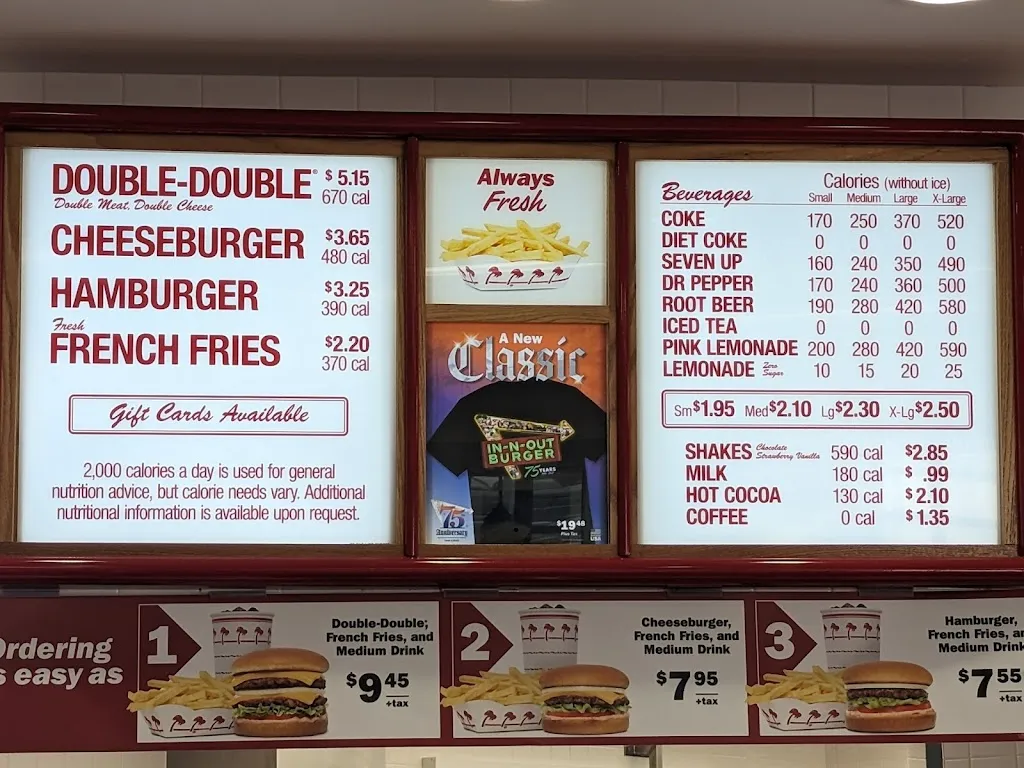 DOUBLE-DOUBLE® $5.15
Double Meat, Double Cheese 670 cal
CHEESEBURGER $3.65
480 cal
HAMBURGER $3.25
390 cal
Fresh
FRENCH FRIES $2.20
370 cal
Gift Cards Available
2,000 calories a day is used for general
nutrition advice, but calorie needs vary. Additional
nutritional information is available upon request.
Always
Fresh
A New
Classic
IN-N-OUT
BURGER
75 YEARS
75
Anniversary
$19.48
Plus Tax
Beverages Calories (without ice)
Small Medium Large X-Large
COKE 170 250 370 520
DIET COKE 0 0 0 0
SEVEN UP 160 240 350 490
DR PEPPER 170 240 360 500
ROOT BEER 190 280 420 580
ICED TEA 0 0 0 0
PINK LEMONADE 200 280 420 590
LEMONADE Zero Sugar 10 15 20 25
Sm $1.95 Med $2.10 Lg $2.30 X-Lg $2.50
SHAKES Chocolate Strawberry Vanilla 590 cal $2.85
MILK 180 cal $ .99
HOT COCOA 130 cal $2.10
COFFEE 0 cal $1.35
Ordering
s easy as
1
Double-Double,
French Fries, and
Medium Drink
$9 45
+tax
2
Cheeseburger,
French Fries, and
Medium Drink
$7 95
+tax
3
Hamburger,
French Fries, an
Medium Drink
$7 55
+tax